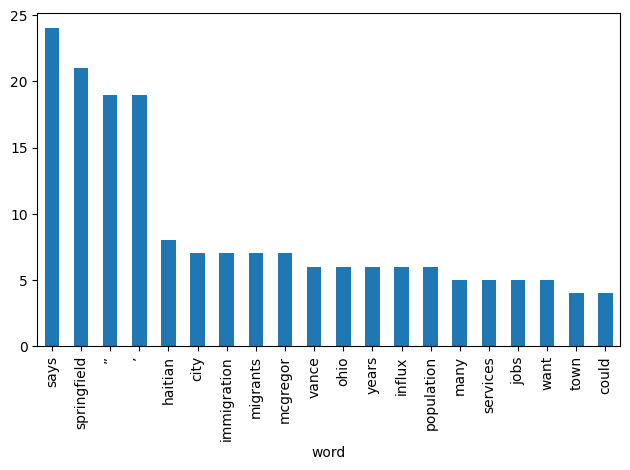 25
20
15
10
5
0
says
springfield
”
’
haitian
city
immigration
migrants
mcgregor
vance
ohio
years
influx
population
many
services
jobs
want
town
could
word